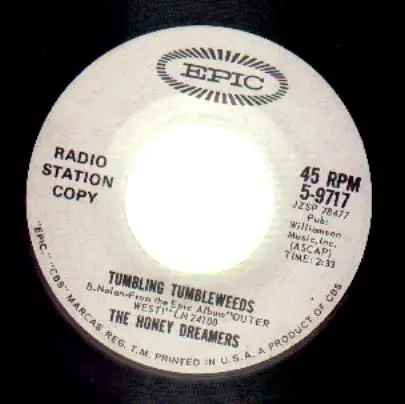 EPIC
RADIO
STATION
COPY
45 RPM
5-9717
JZSP 78477
Pub:
Williamson
Music, Inc.
(ASCAP)
TIME: 2:33
TUMBLING TUMBLEWEEDS
B. Nolan-From the Epic Album "OUTER
WEST!" LN 24100
THE HONEY DREAMERS
"EPIC," "CBS" MARCAS REG. T.M. PRINTED IN U.S.A. A PRODUCT OF CBS